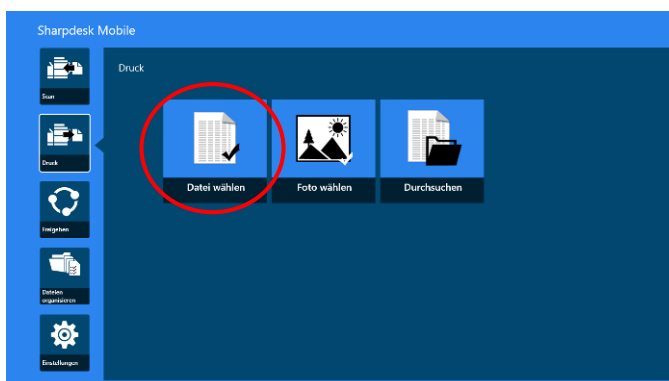 Sharpdesk Mobile
Scan
Druck
Druck
Datei wählen
Foto wählen
Durchsuchen
Freigeben
Dateien
organisieren
Einstellungen